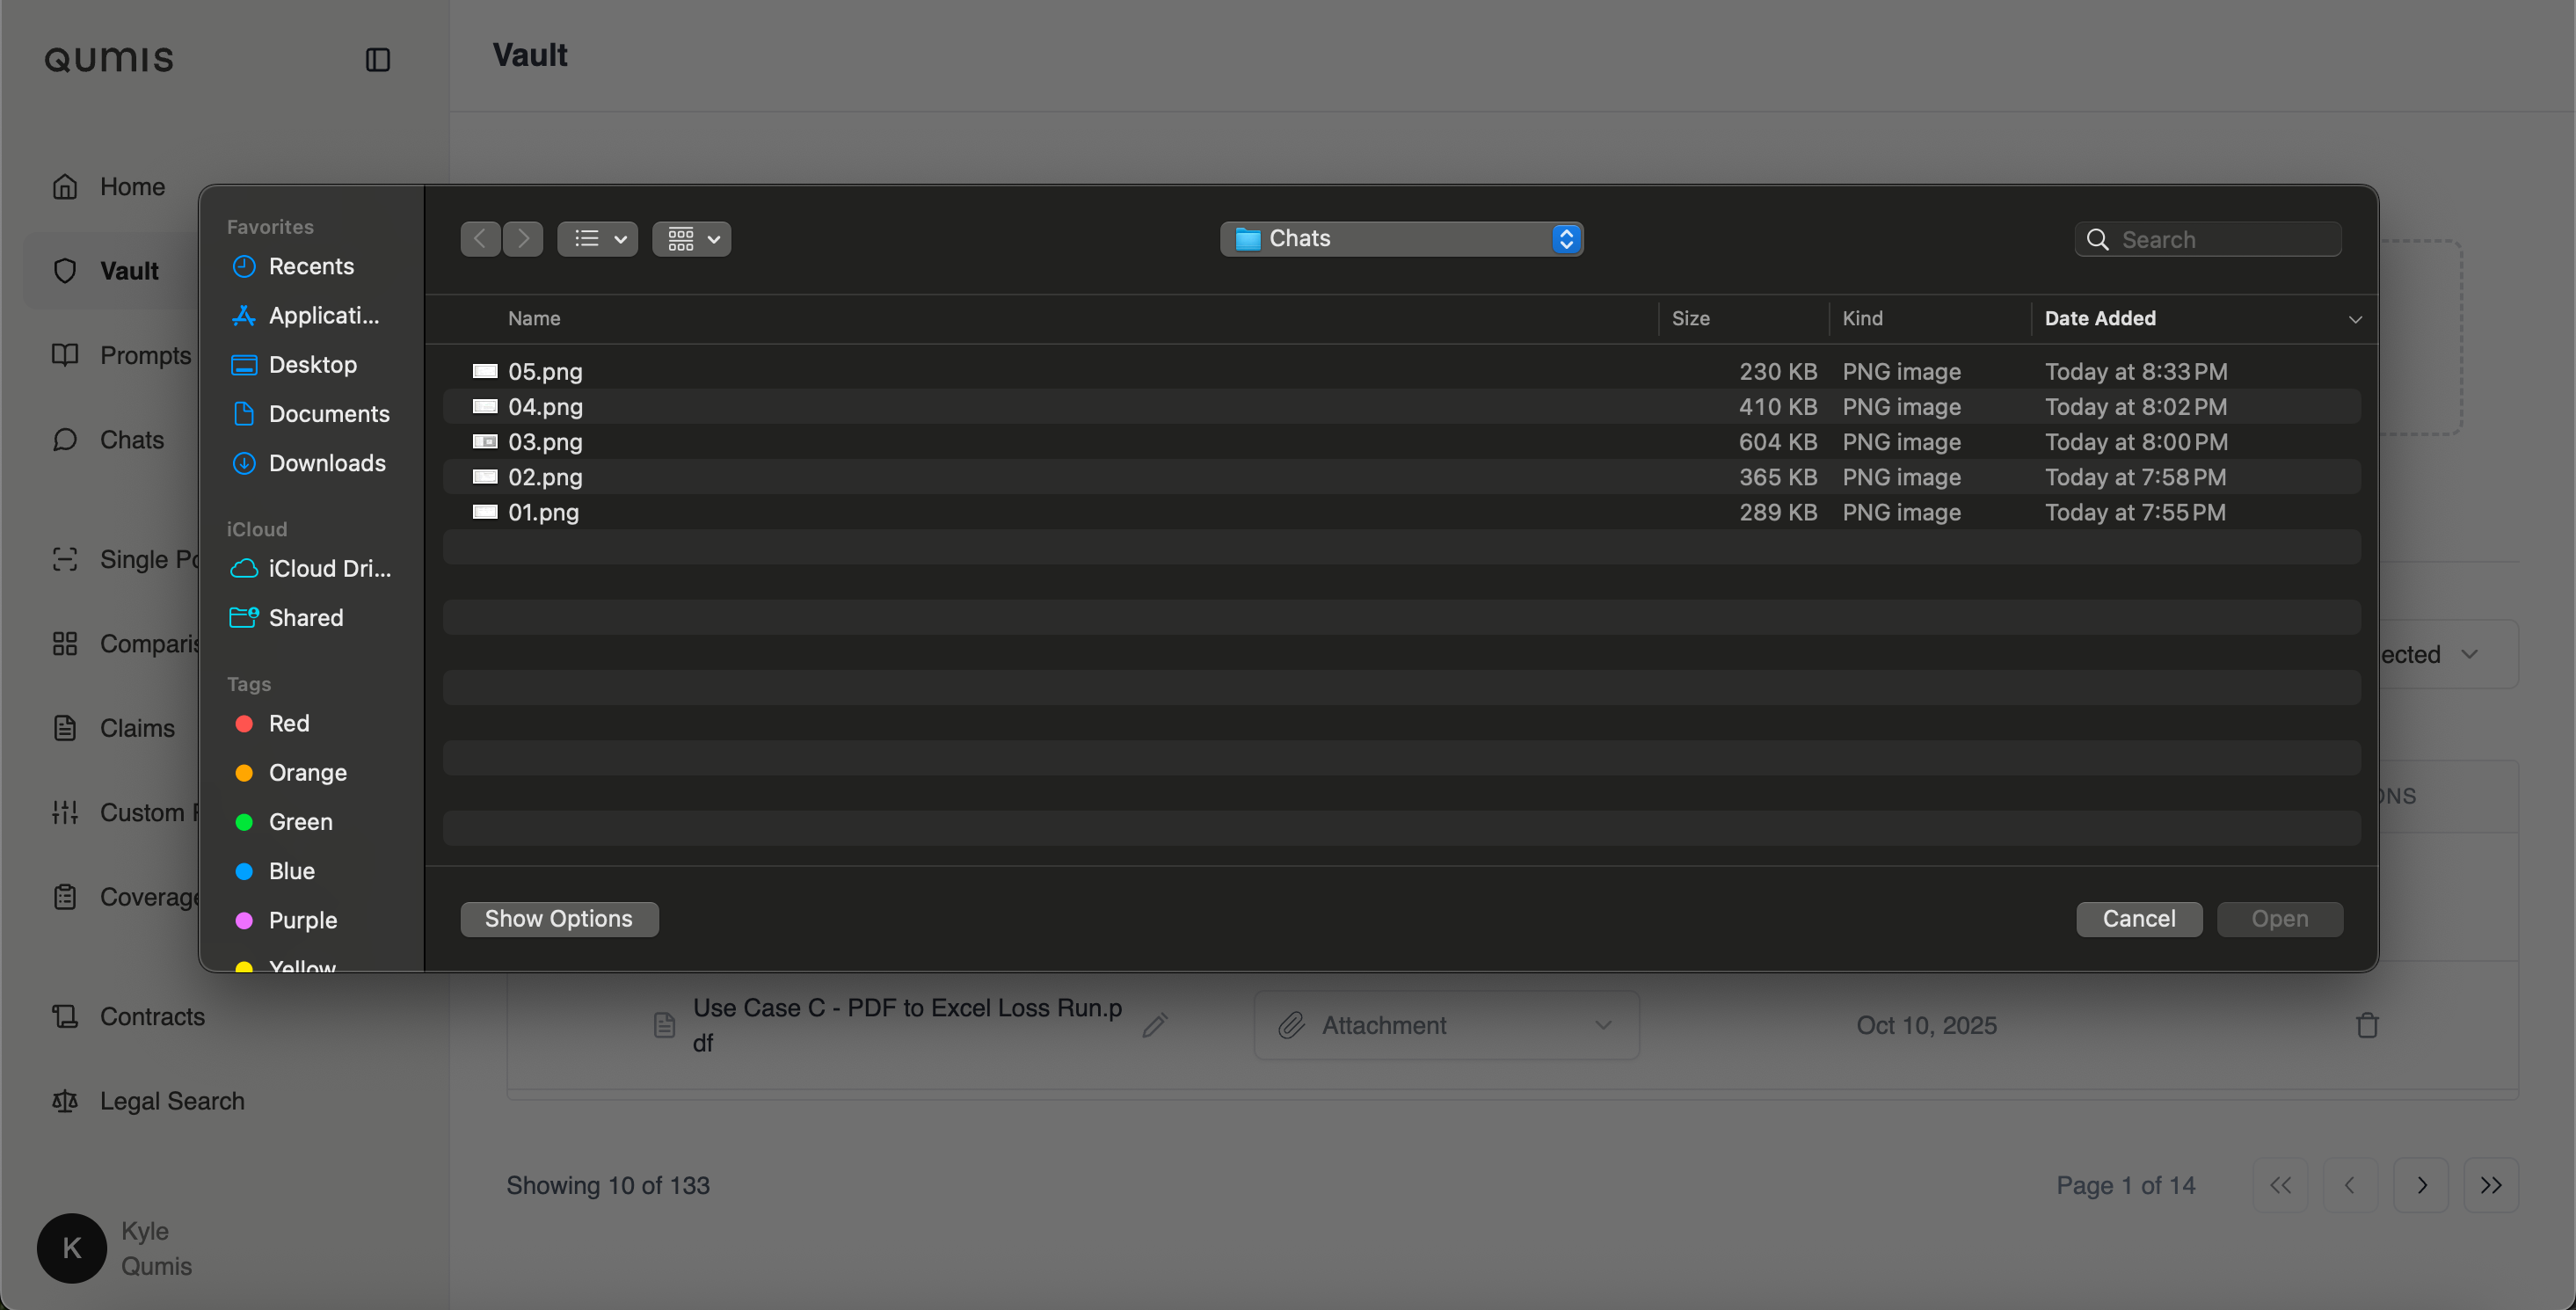 Qumis
Vault
Home
Vault
Prompts
Chats
Single Po
Comparis
Claims
Custom
Coverage
Contracts
Legal Search
K
Kyle
Qumis
Favorites
Recents
Applicati...
Desktop
Documents
Downloads
iCloud
iCloud Dri...
Shared
Tags
Red
Orange
Green
Blue
Purple
Yellow
Chats
Search
Name Size Kind Date Added
05.png 230 KB PNG image Today at 8:33 PM
04.png 410 KB PNG image Today at 8:02 PM
03.png 604 KB PNG image Today at 8:00 PM
02.png 365 KB PNG image Today at 7:58 PM
01.png 289 KB PNG image Today at 7:55 PM
Show Options Cancel Open
ected
ONS
Use Case C - PDF to Excel Loss Run.p
df
Attachment
Oct 10, 2025
Showing 10 of 133
Page 1 of 14